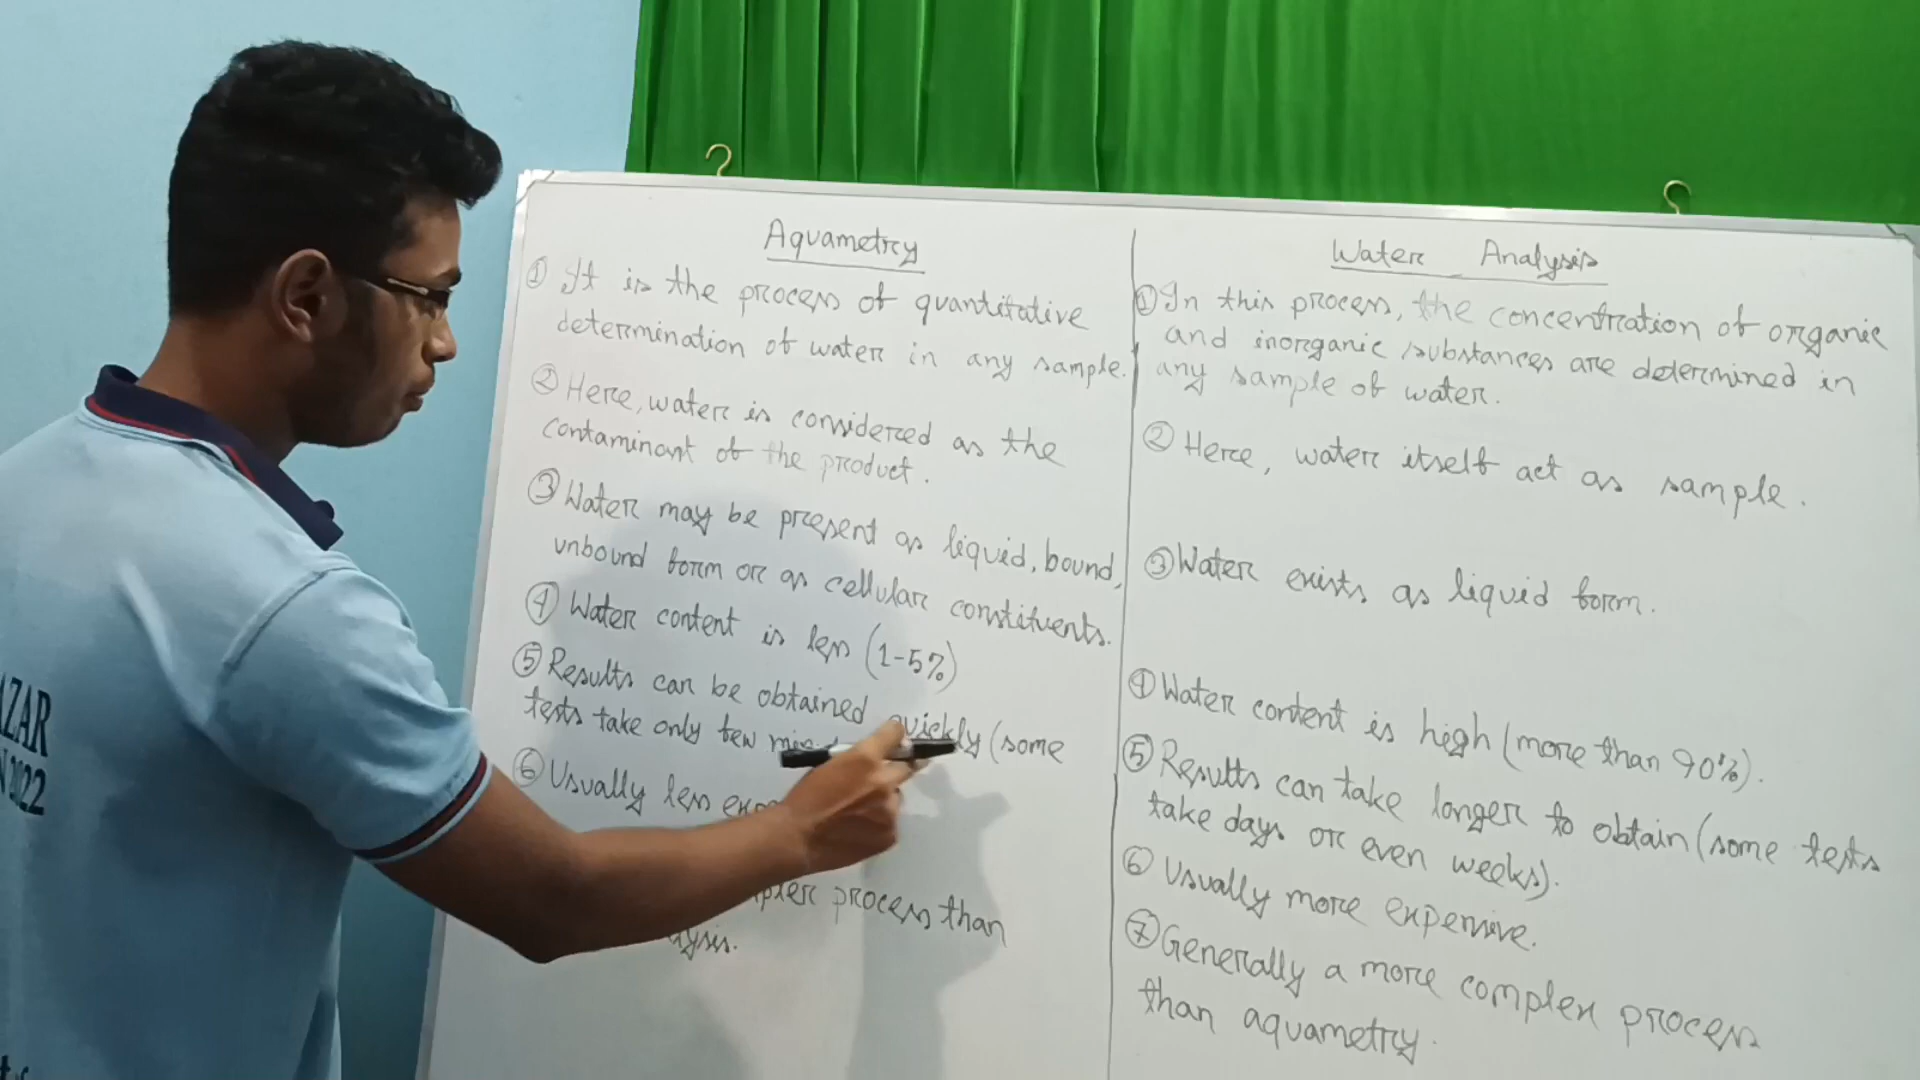 Aquametry
① It is the process of quantitative
determination of water in any sample.
② Here, water is considered as the
contaminant of the product.
③ Water may be present as liquid, bound,
unbound form or as cellular constituents.
④ Water content is less (1-5%)
⑤ Results can be obtained quickly (some
tests take only few
⑥ Usually less
process than
Water Analysis
① In this process, the concentration of organic
and inorganic substances are determined in
any sample of water.
② Here, water itself act as sample.
③ Water exists as liquid form.
④ Water content is high (more than 90%).
⑤ Results can take longer to obtain (some tests
take days or even weeks).
⑥ Usually more expensive.
⑦ Generally a more complex process
than aquametry.
AZAR
2022